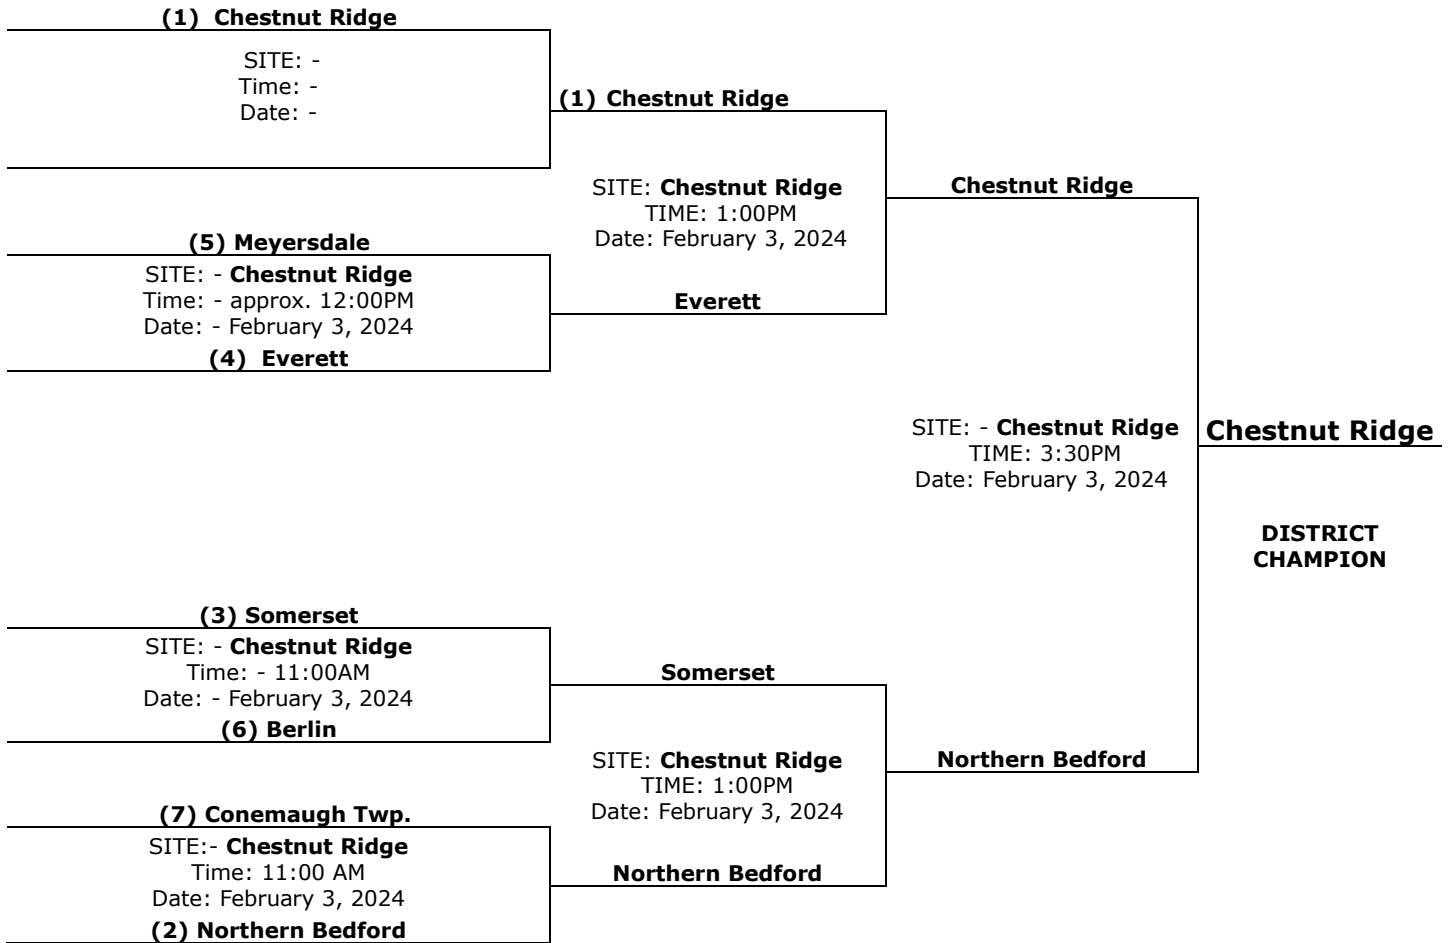 (1) Chestnut Ridge
SITE: -
Time: -
Date: -
(1) Chestnut Ridge
SITE: Chestnut Ridge
TIME: 1:00PM
Date: February 3, 2024
Chestnut Ridge
(5) Meyersdale
SITE: - Chestnut Ridge
Time: - approx. 12:00PM
Date: - February 3, 2024
(4) Everett
Everett
SITE: - Chestnut Ridge
TIME: 3:30PM
Date: February 3, 2024
Chestnut Ridge
DISTRICT
CHAMPION
(3) Somerset
SITE: - Chestnut Ridge
Time: - 11:00AM
Date: - February 3, 2024
(6) Berlin
Somerset
SITE: Chestnut Ridge
TIME: 1:00PM
Date: February 3, 2024
Northern Bedford
(7) Conemaugh Twp.
SITE:- Chestnut Ridge
Time: 11:00 AM
Date: February 3, 2024
(2) Northern Bedford
Northern Bedford